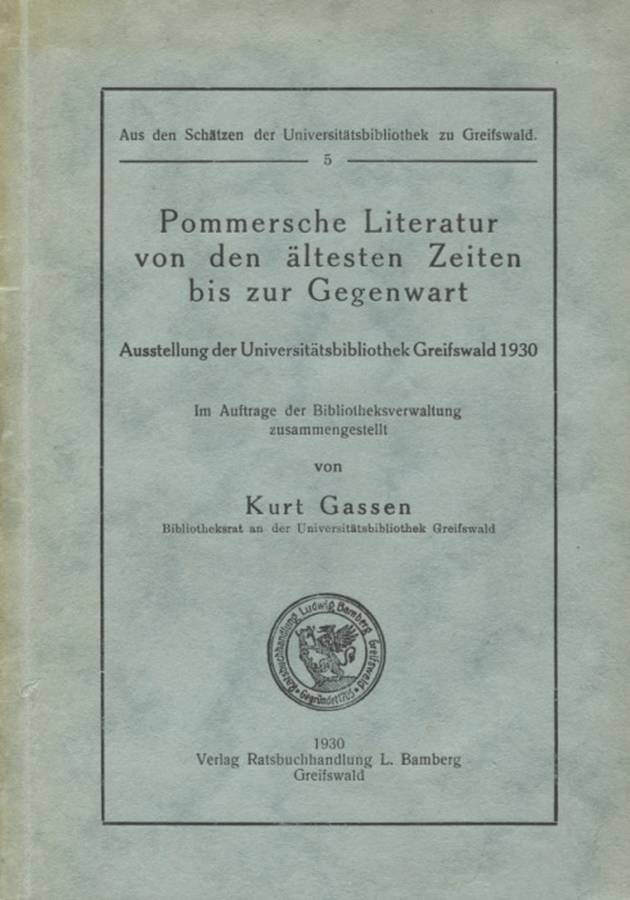 Aus den Schätzen der Universitätsbibliothek zu Greifswald.
5
Pommersche Literatur
von den ältesten Zeiten
bis zur Gegenwart
Ausstellung der Universitätsbibliothek Greifswald 1930
Im Auftrage der Bibliotheksverwaltung
zusammengestellt
von
Kurt Gassen
Bibliotheksrat an der Universitätsbibliothek Greifswald
Ratsbuchhandlung Ludwig Bamberg Greifswald
Gegründet 1765
1930
Verlag Ratsbuchhandlung L. Bamberg
Greifswald